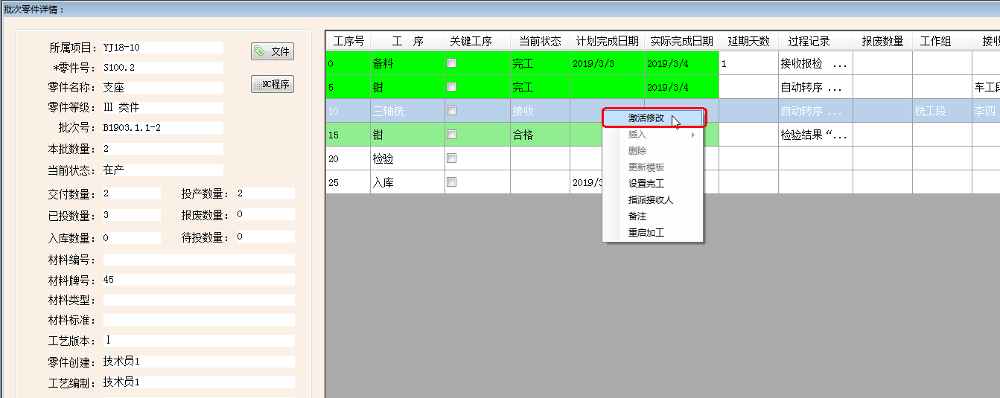 批次零件详情：
所属项目： YJ18-10
文件
*零件号： S100.2
零件名称： 支座
NC程序
零件等级： III 类件
批次号： B1903.1.1-2
本批数量： 2
当前状态： 在产
交付数量： 2 投产数量： 2
已投数量： 3 报废数量： 0
入库数量： 0 待投数量： 0
材料编号：
材料牌号： 45
材料类型：
材料标准：
工艺版本： I
零件创建： 技术员1
工艺编制： 技术员1
工序号 工 序 关键工序 当前状态 计划完成日期 实际完成日期 延期天数 过程记录 报废数量 工作组 接收
0 备料 完工 2019/3/3 2019/3/4 1 接收报检 ...
5 钳 完工 2019/3/4 自动转序 ... 车工段
10 三轴铣 接收 自动转序 ... 铣工段 李四
15 钳 合格 检验结果“...
20 检验
25 入库 2019/3
激活修改
插入
删除
更新模板
设置完工
指派接收人
备注
重启加工